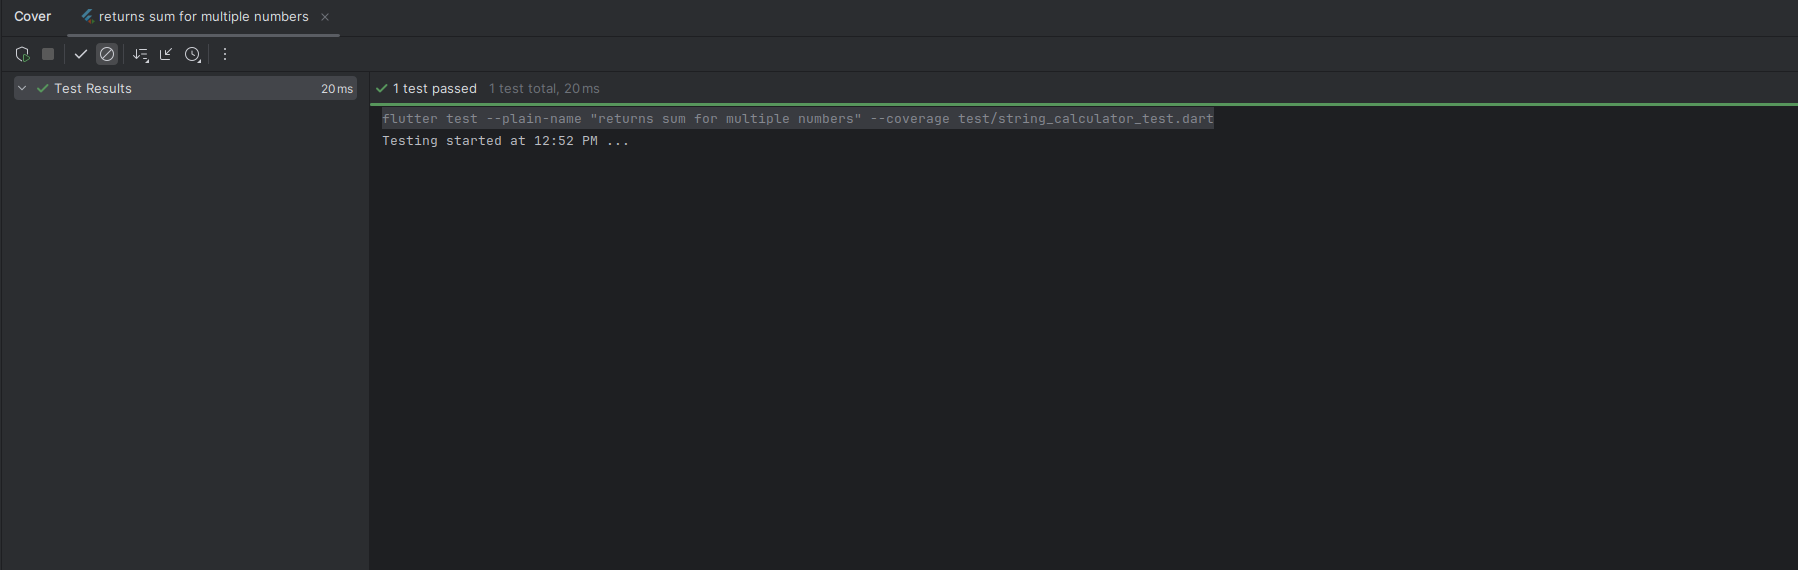 Cover returns sum for multiple numbers
Test Results 20 ms
1 test passed 1 test total, 20 ms
flutter test --plain-name "returns sum for multiple numbers" --coverage test/string_calculator_test.dart
Testing started at 12:52 PM ...